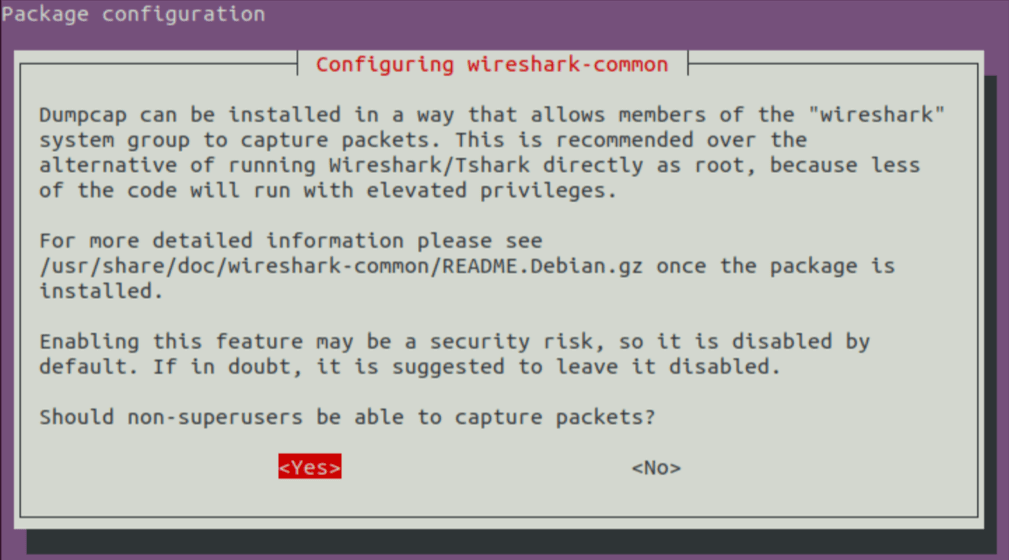 Package configuration
Configuring wireshark-common
Dumpcap can be installed in a way that allows members of the "wireshark"
system group to capture packets. This is recommended over the
alternative of running Wireshark/Tshark directly as root, because less
of the code will run with elevated privileges.
For more detailed information please see
/usr/share/doc/wireshark-common/README.Debian.gz once the package is
installed.
Enabling this feature may be a security risk, so it is disabled by
default. If in doubt, it is suggested to leave it disabled.
Should non-superusers be able to capture packets?
<Yes> <No>